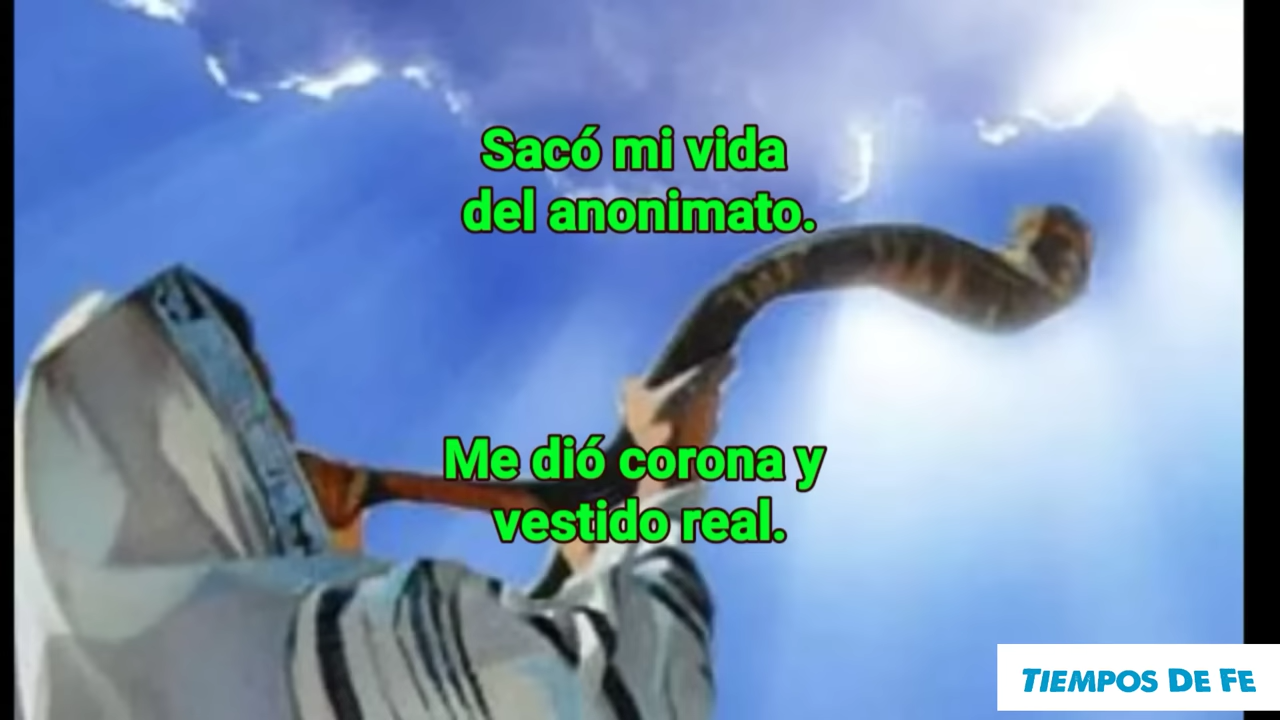 Sacó mi vida
del anonimato.
Me dió corona y
vestido real.
TIEMPOS DE FE